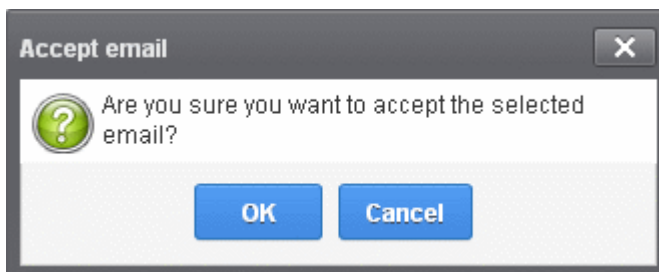 Accept email
Are you sure you want to accept the selected
email?
OK
Cancel